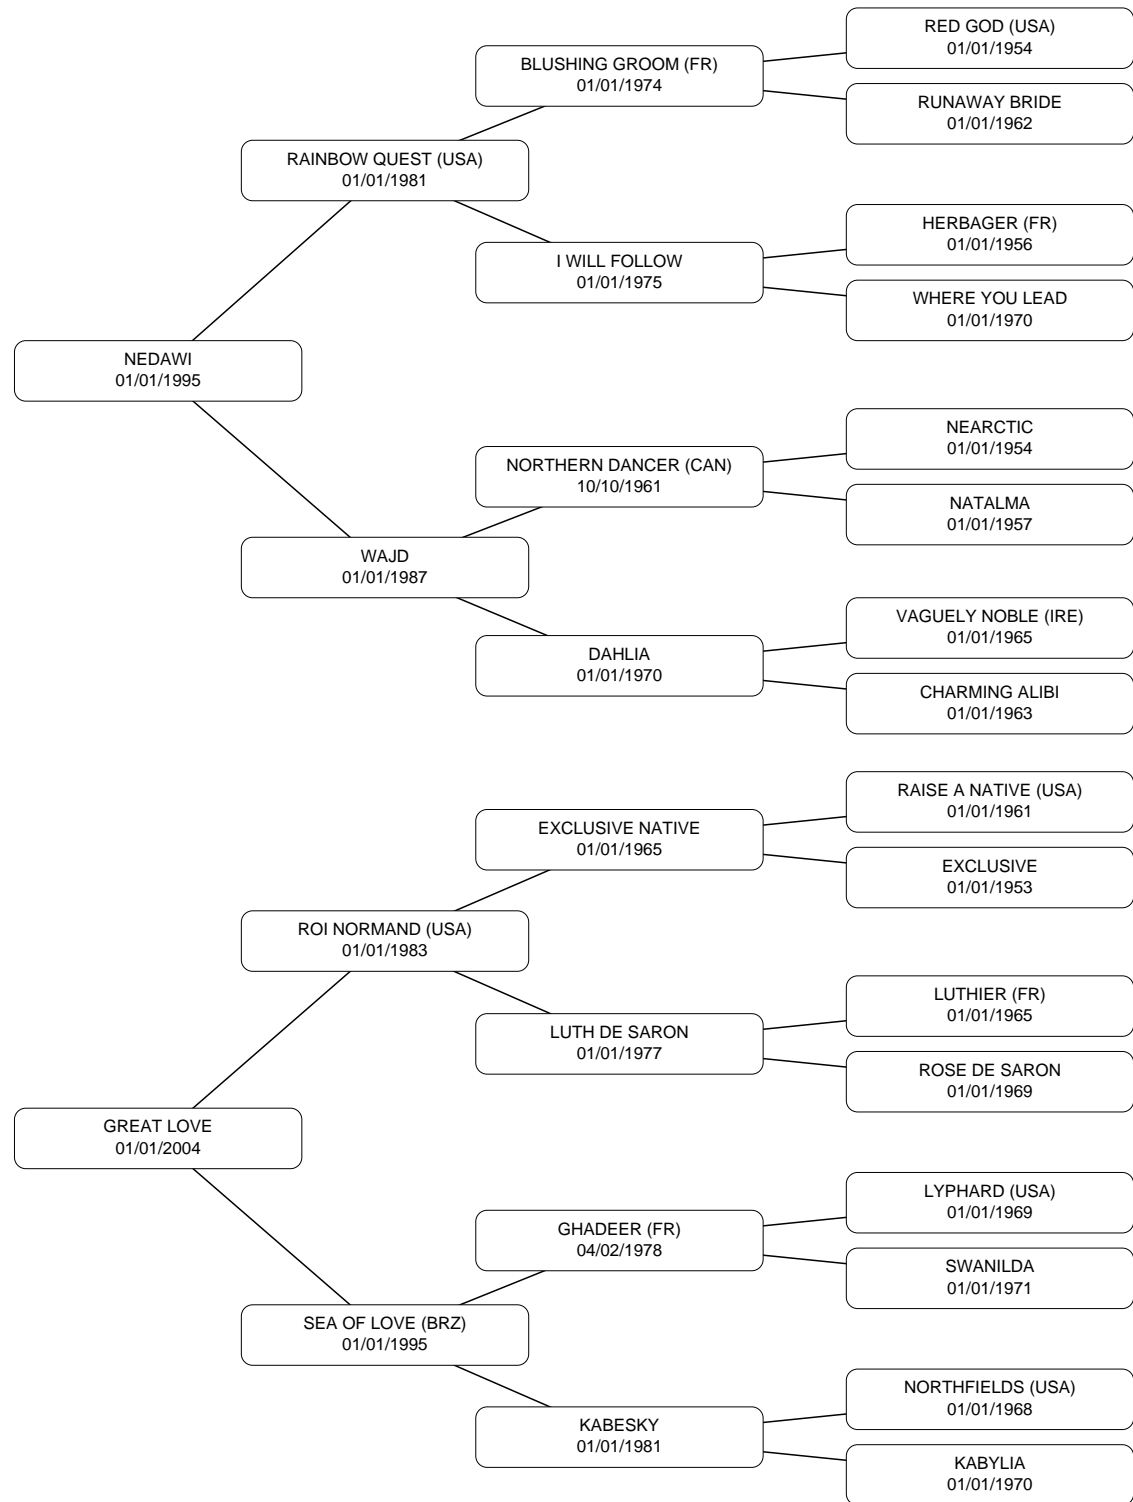 RED GOD (USA)
01/01/1954
BLUSHING GROOM (FR)
01/01/1974
RUNAWAY BRIDE
01/01/1962
RAINBOW QUEST (USA)
01/01/1981
HERBAGER (FR)
01/01/1956
I WILL FOLLOW
01/01/1975
WHERE YOU LEAD
01/01/1970
NEDAWI
01/01/1995
NEARCTIC
01/01/1954
NORTHERN DANCER (CAN)
10/10/1961
NATALMA
01/01/1957
WAJD
01/01/1987
VAGUELY NOBLE (IRE)
01/01/1965
DAHLIA
01/01/1970
CHARMING ALIBI
01/01/1963
RAISE A NATIVE (USA)
01/01/1961
EXCLUSIVE NATIVE
01/01/1965
EXCLUSIVE
01/01/1953
ROI NORMAND (USA)
01/01/1983
LUTHIER (FR)
01/01/1965
LUTH DE SARON
01/01/1977
ROSE DE SARON
01/01/1969
GREAT LOVE
01/01/2004
LYPHARD (USA)
01/01/1969
GHADEER (FR)
04/02/1978
SWANILDA
01/01/1971
SEA OF LOVE (BRZ)
01/01/1995
NORTHFIELDS (USA)
01/01/1968
KABESKY
01/01/1981
KABYLIA
01/01/1970